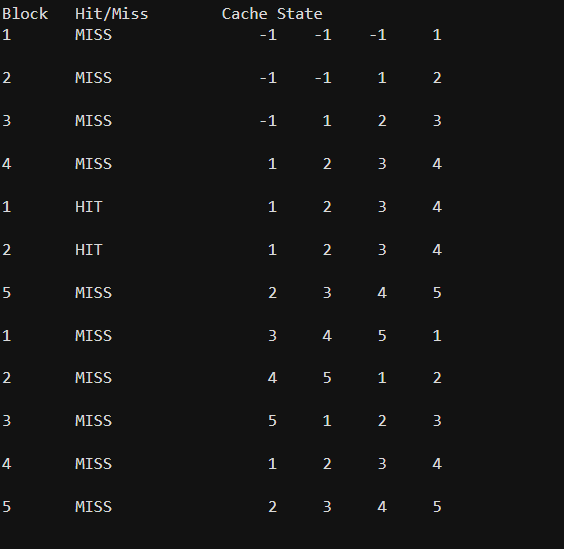 Block   Hit/Miss        Cache State
1       MISS                -1    -1    -1     1
2       MISS                -1    -1     1     2
3       MISS                -1     1     2     3
4       MISS                 1     2     3     4
1       HIT                  1     2     3     4
2       HIT                  1     2     3     4
5       MISS                 2     3     4     5
1       MISS                 3     4     5     1
2       MISS                 4     5     1     2
3       MISS                 5     1     2     3
4       MISS                 1     2     3     4
5       MISS                 2     3     4     5